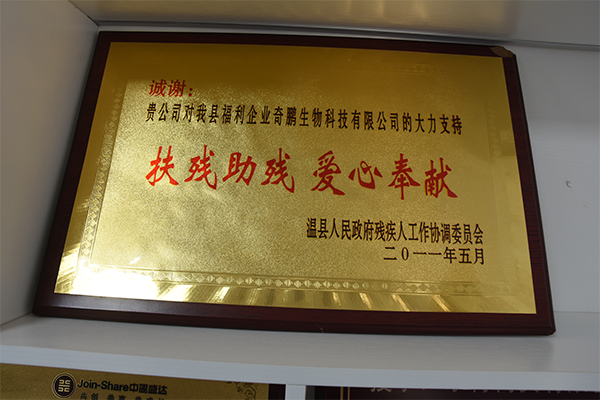 诚谢：
贵公司对我县福利企业奇鹏生物科技有限公司的大力支持
扶残助残 爱心奉献
温县人民政府残疾人工作协调委员会
二〇一一年五月
Join-Share中國盛达